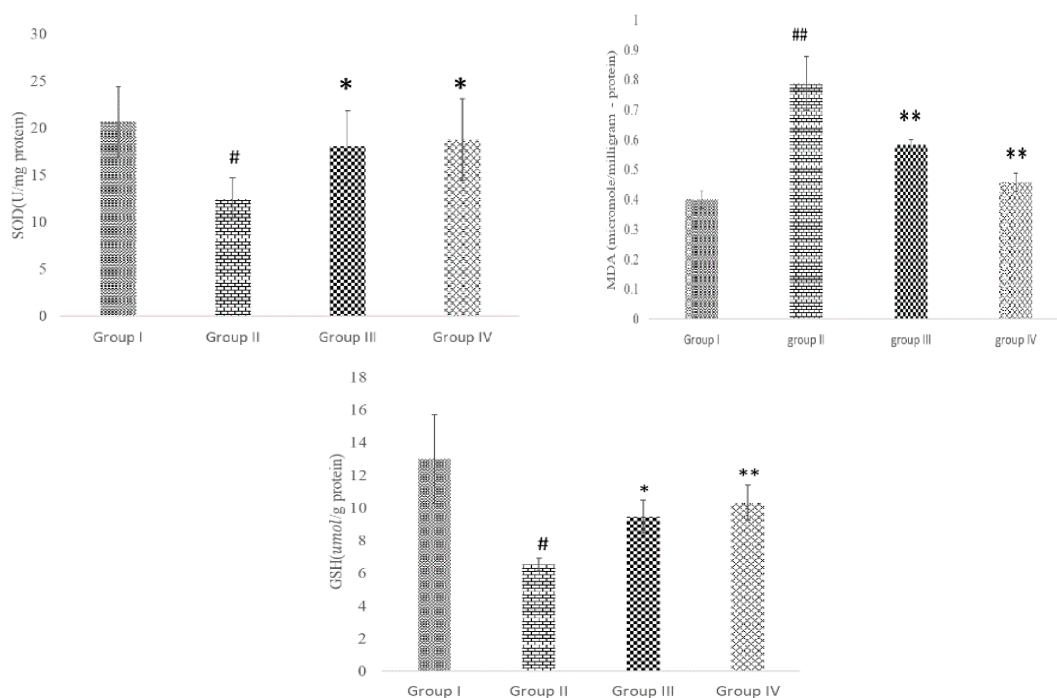 SOD(U/mg protein)
30
25
20
15
10
5
0
#
*
*
Group I
Group II
Group III
Group IV
MDA (micromole/milligram - protein)
1
0.9
0.8
0.7
0.6
0.5
0.4
0.3
0.2
0.1
0
##
**
**
Group I
group II
group III
group IV
GSH(umol/g protein)
18
16
14
12
10
8
6
4
2
0
#
*
**
Group I
Group II
Group III
Group IV